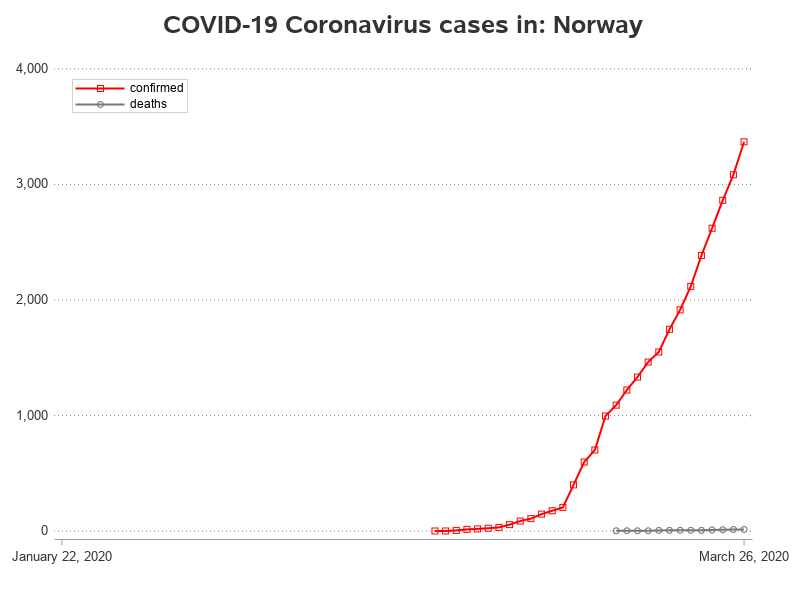 COVID-19 Coronavirus cases in: Norway
4,000
confirmed
deaths
3,000
2,000
1,000
0
January 22, 2020
March 26, 2020